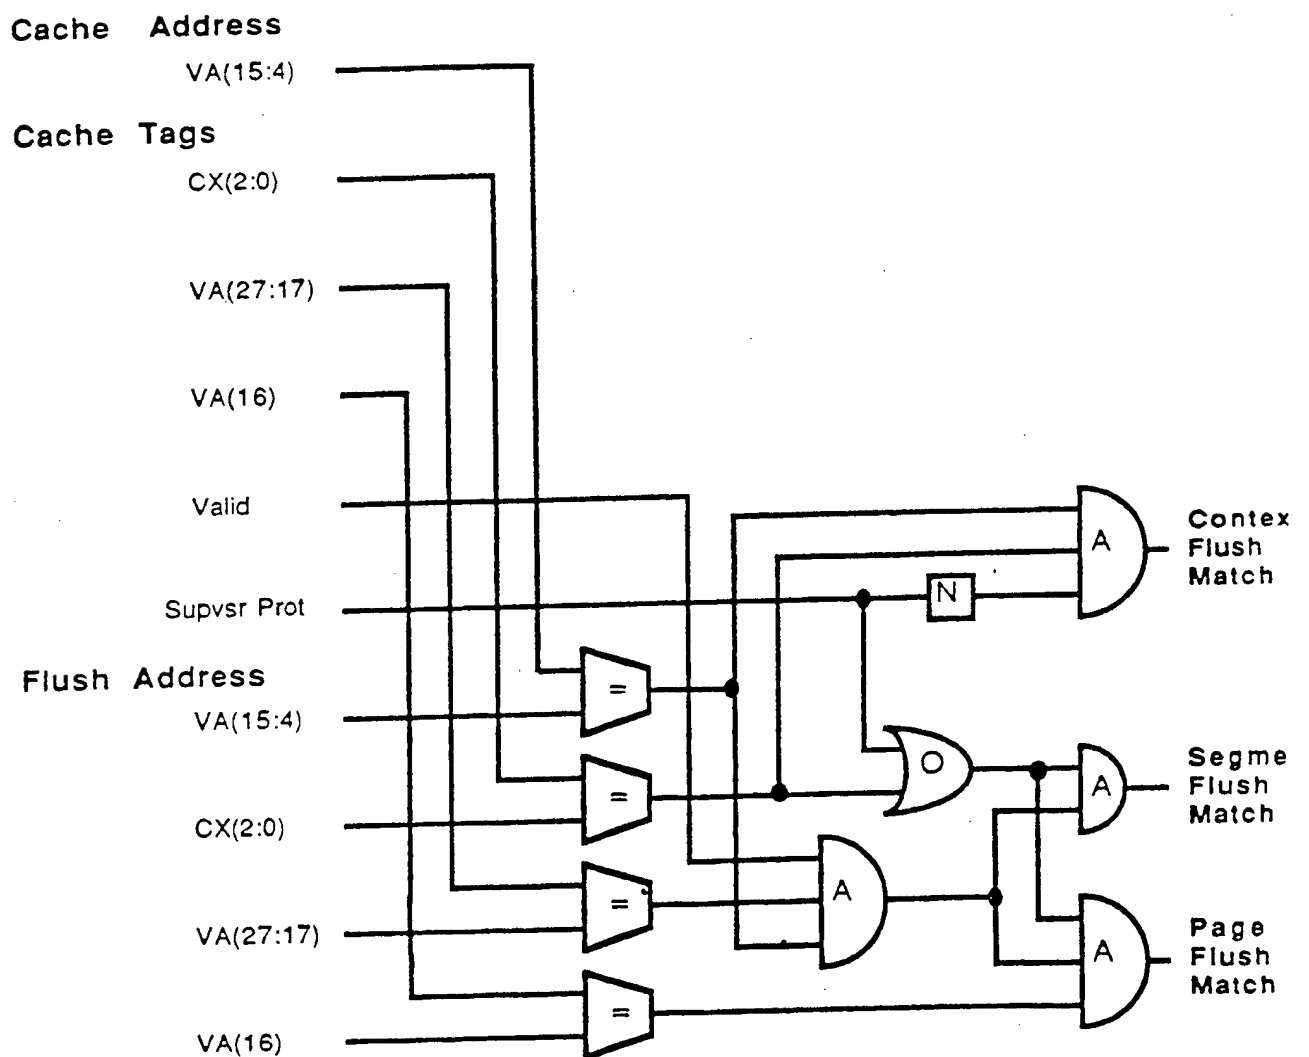 Cache Address
VA(15:4)
Cache Tags
CX(2:0)
VA(27:17)
VA(16)
Valid
Supvsr Prot
Flush Address
VA(15:4)
CX(2:0)
VA(27:17)
VA(16)
=
=
=
=
N
O
A
A
Contex
Flush
Match
A
Segme
Flush
Match
A
Page
Flush
Match